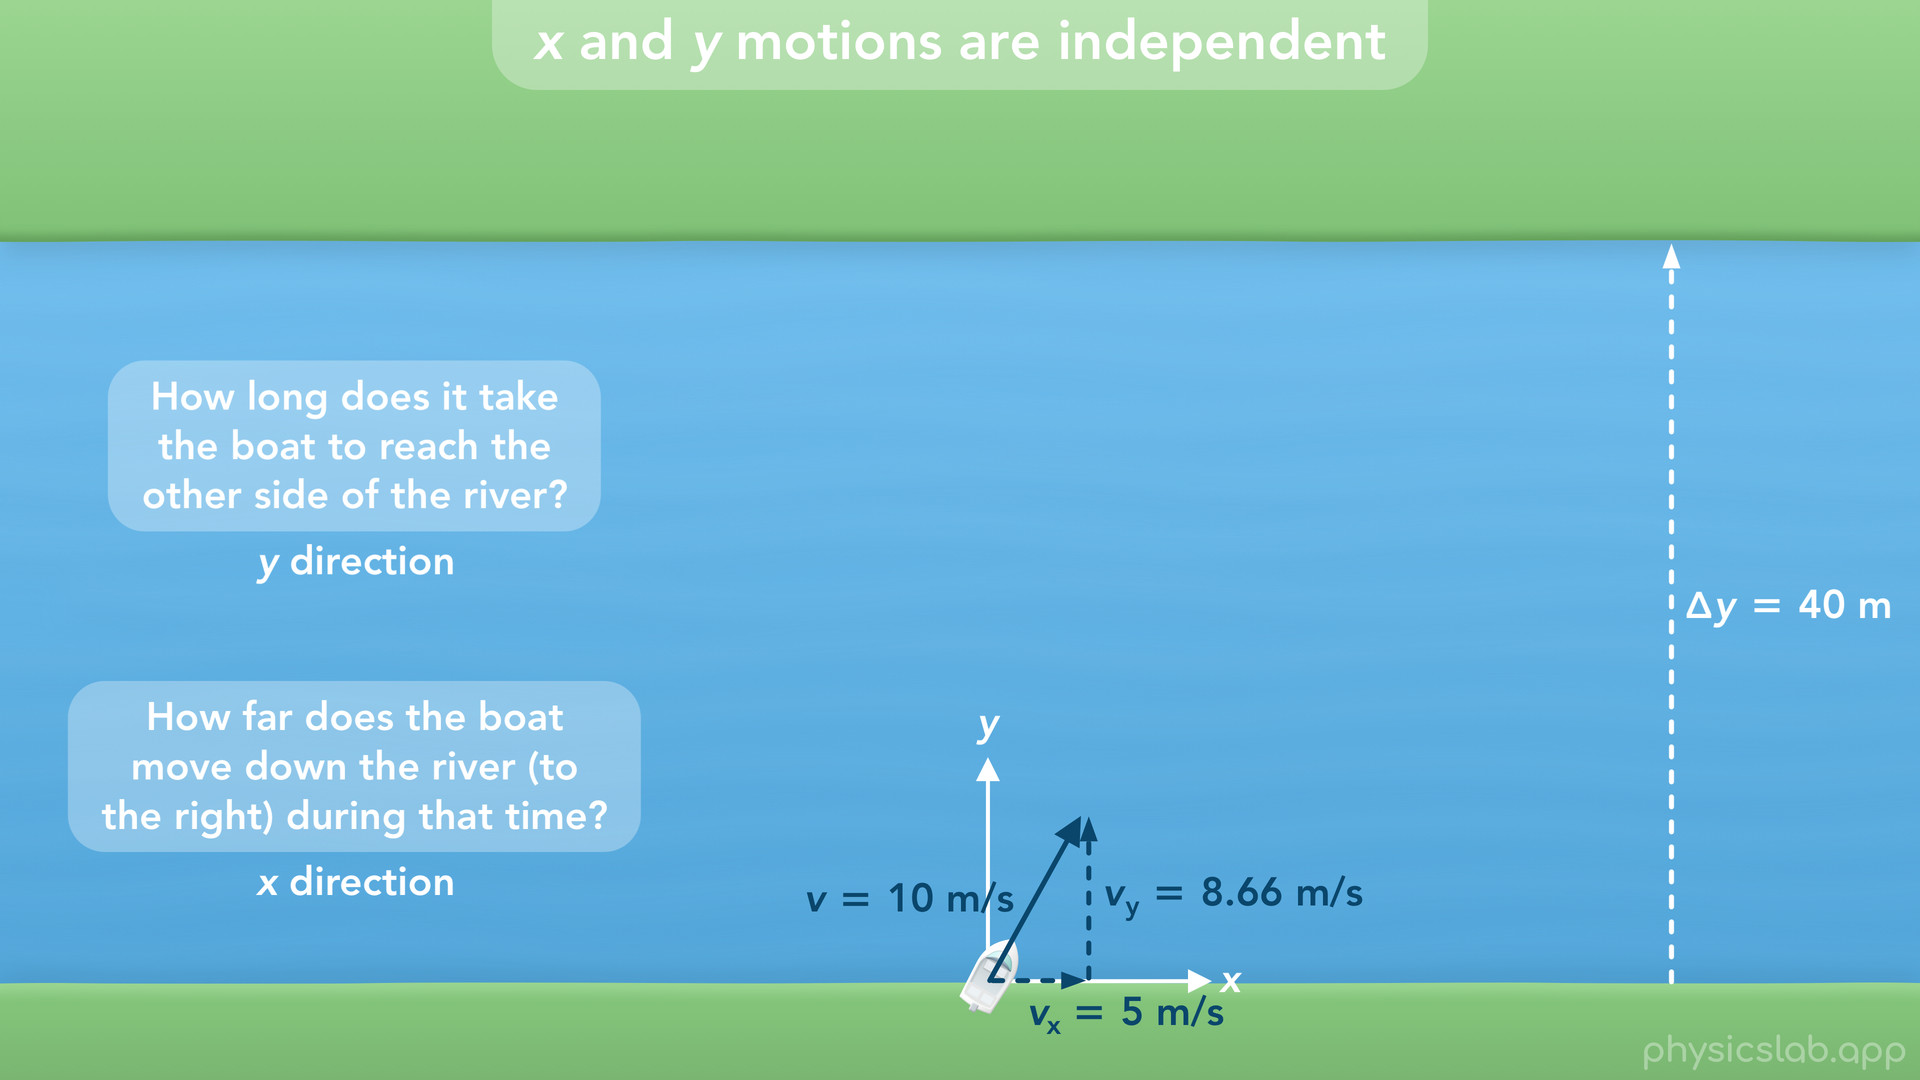 x and y motions are independent
How long does it take
the boat to reach the
other side of the river?
y direction
How far does the boat
move down the river (to
the right) during that time?
x direction
Δy = 40 m
y
v = 10 m/s
vy = 8.66 m/s
x
vx = 5 m/s
physicslab.app